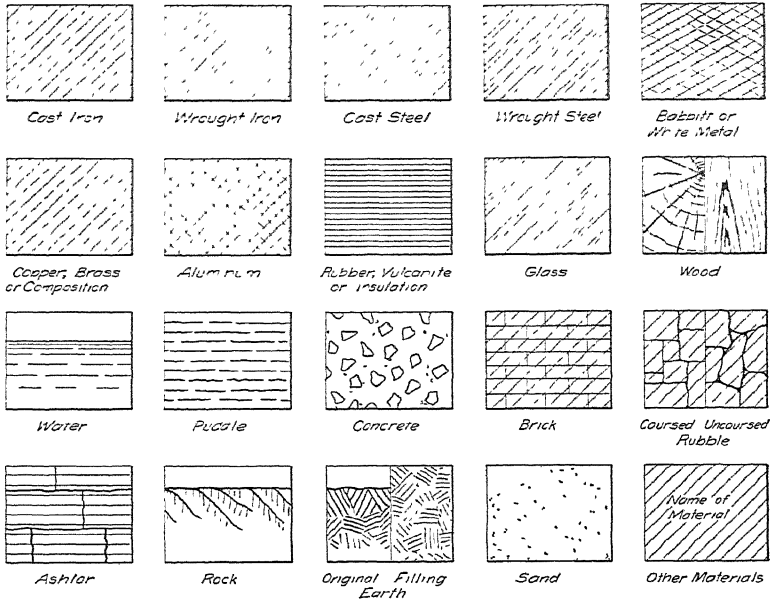 Cast Iron
Wrought Iron
Cast Steel
Wrought Steel
Babbitt or
White Metal
Copper, Brass
or Composition
Aluminum
Rubber, Vulcanite
or Insulation
Glass
Wood
Water
Puddle
Concrete
Brick
Coursed Uncoursed
Rubble
Ashlar
Rock
Original Filling
Earth
Sand
Name of
Material
Other Materials